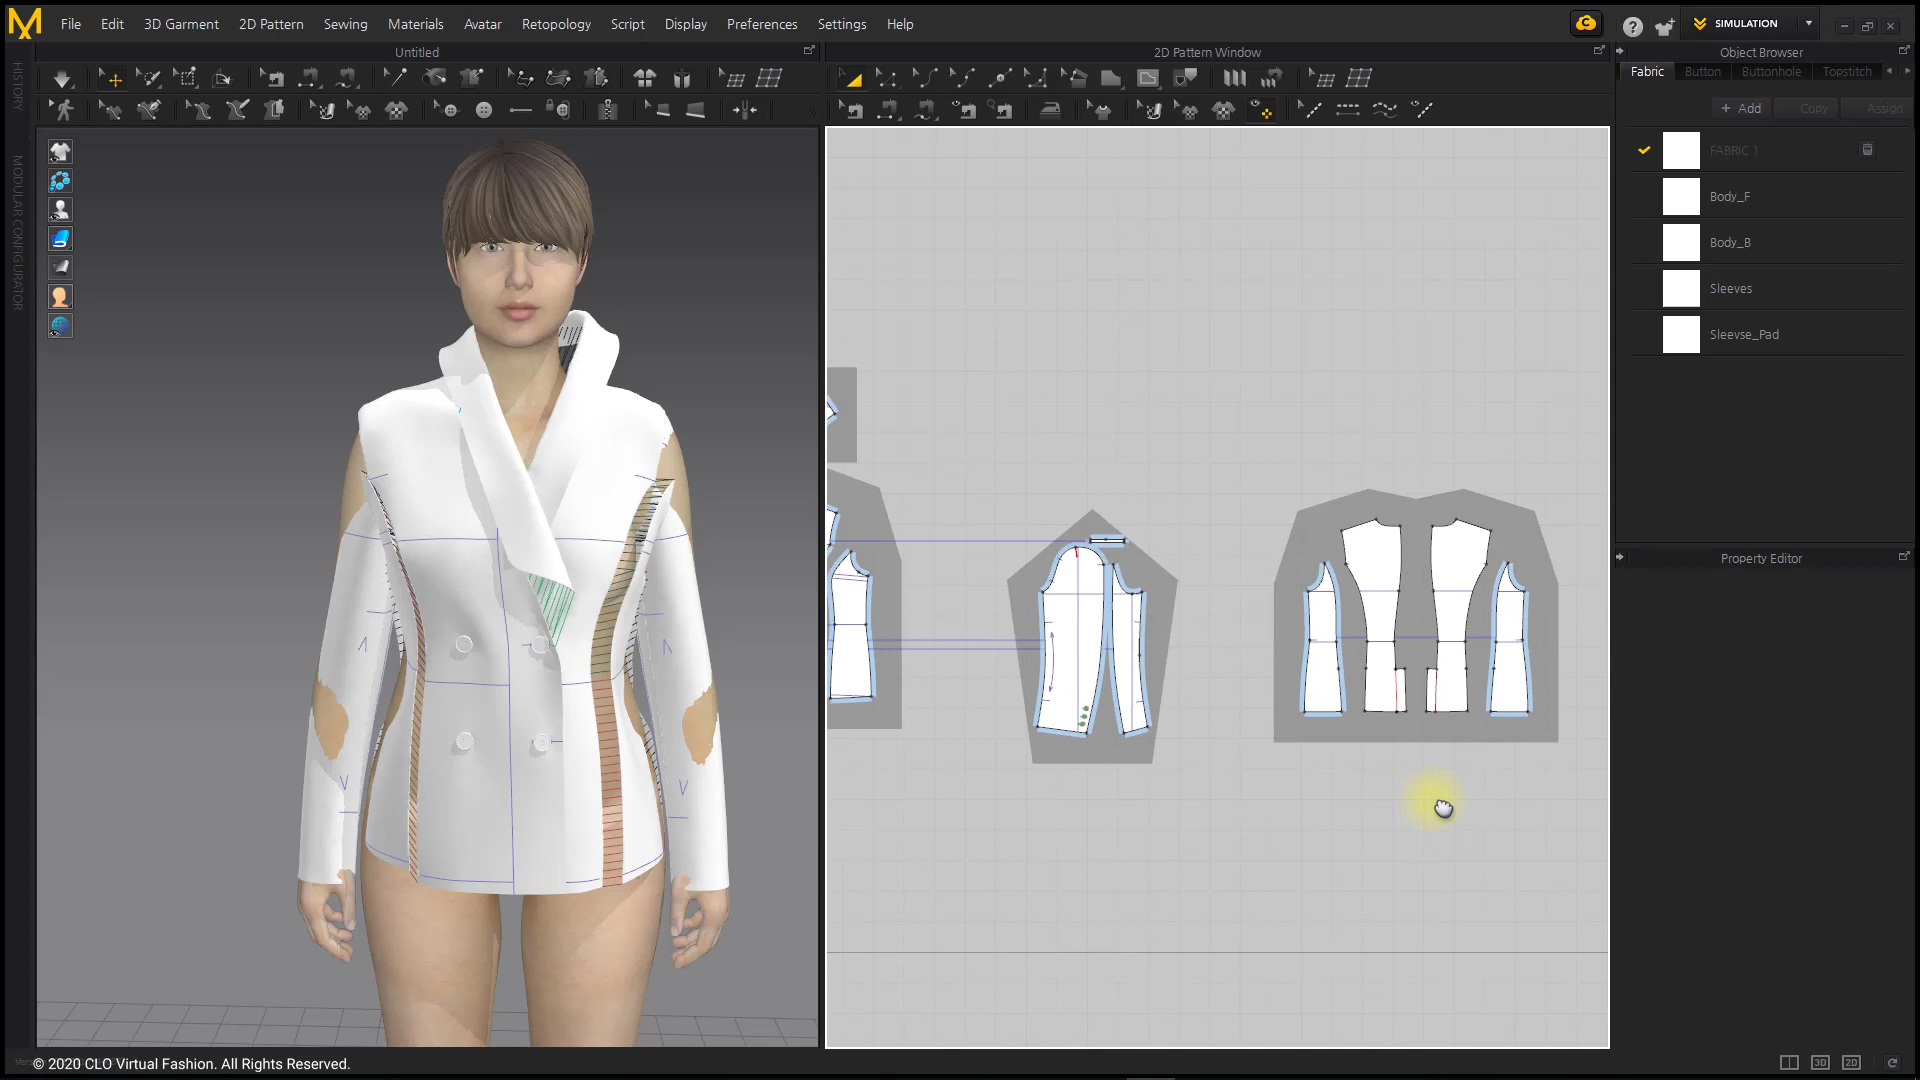 File Edit 3D Garment 2D Pattern Sewing Materials Avatar Retopology Script Display Preferences Settings Help
SIMULATION
Untitled
2D Pattern Window
Object Browser
Fabric Button Buttonhole Topstitch
+ Add Copy Assign
FABRIC 1
Body_F
Body_B
Sleeves
Sleevse_Pad
Property Editor
HISTORY
MODULAR CONFIGURATOR
© 2020 CLO Virtual Fashion. All Rights Reserved.
3D
2D